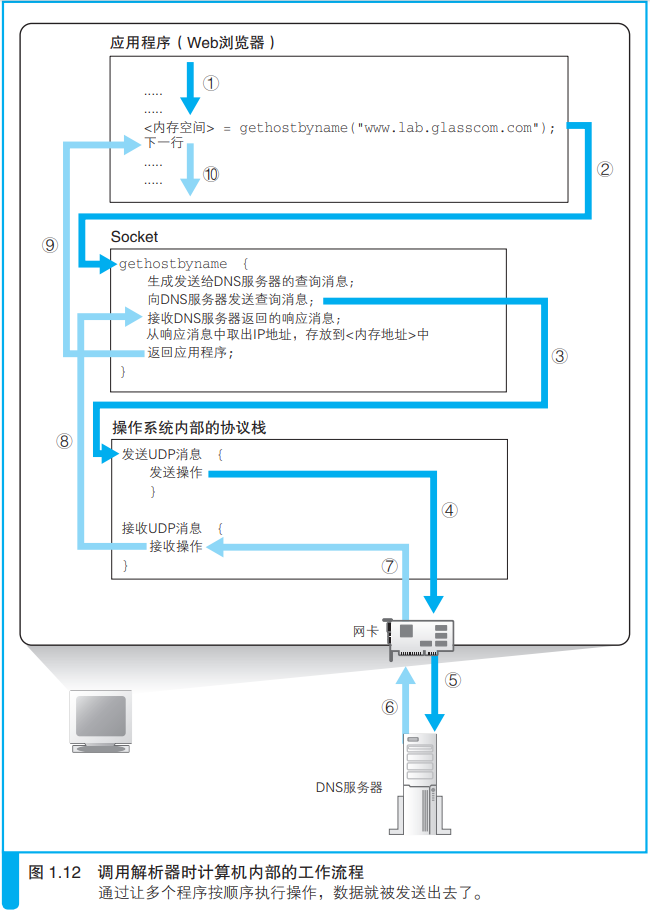 应用程序（Web浏览器）
.....
①
.....
<内存空间> = gethostbyname("www.lab.glasscom.com");
下一行
②
.....
⑩
.....
⑨
Socket
gethostbyname {
生成发送给DNS服务器的查询消息;
向DNS服务器发送查询消息;
接收DNS服务器返回的响应消息;
从响应消息中取出IP地址，存放到<内存地址>中
返回应用程序;
③
}
操作系统内部的协议栈
⑧
发送UDP消息 {
发送操作
}
④
接收UDP消息 {
接收操作
}
⑦
网卡
⑤
⑥
DNS服务器
图 1.12 调用解析器时计算机内部的工作流程
通过让多个程序按顺序执行操作，数据就被发送出去了。